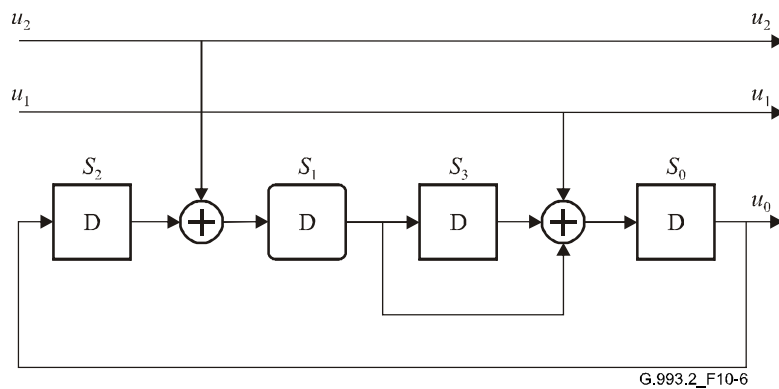 u₂ u₂
u₁ u₁
S₂ S₁ S₃ S₀
D D D D u₀
G.993.2_F10-6